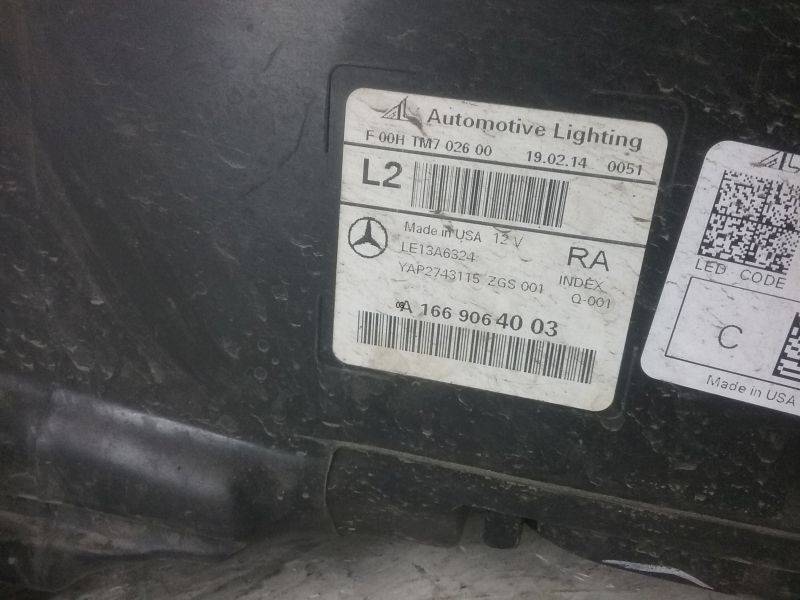 Automotive Lighting
F 00H TM7 026 00 19.02.14 0051
L2
Made in USA 12 V
LE13A6324
RA
YAP2743115 ZGS 001
INDEX
Q-001
A 166 906 40 03
LED CODE
C
Made in USA